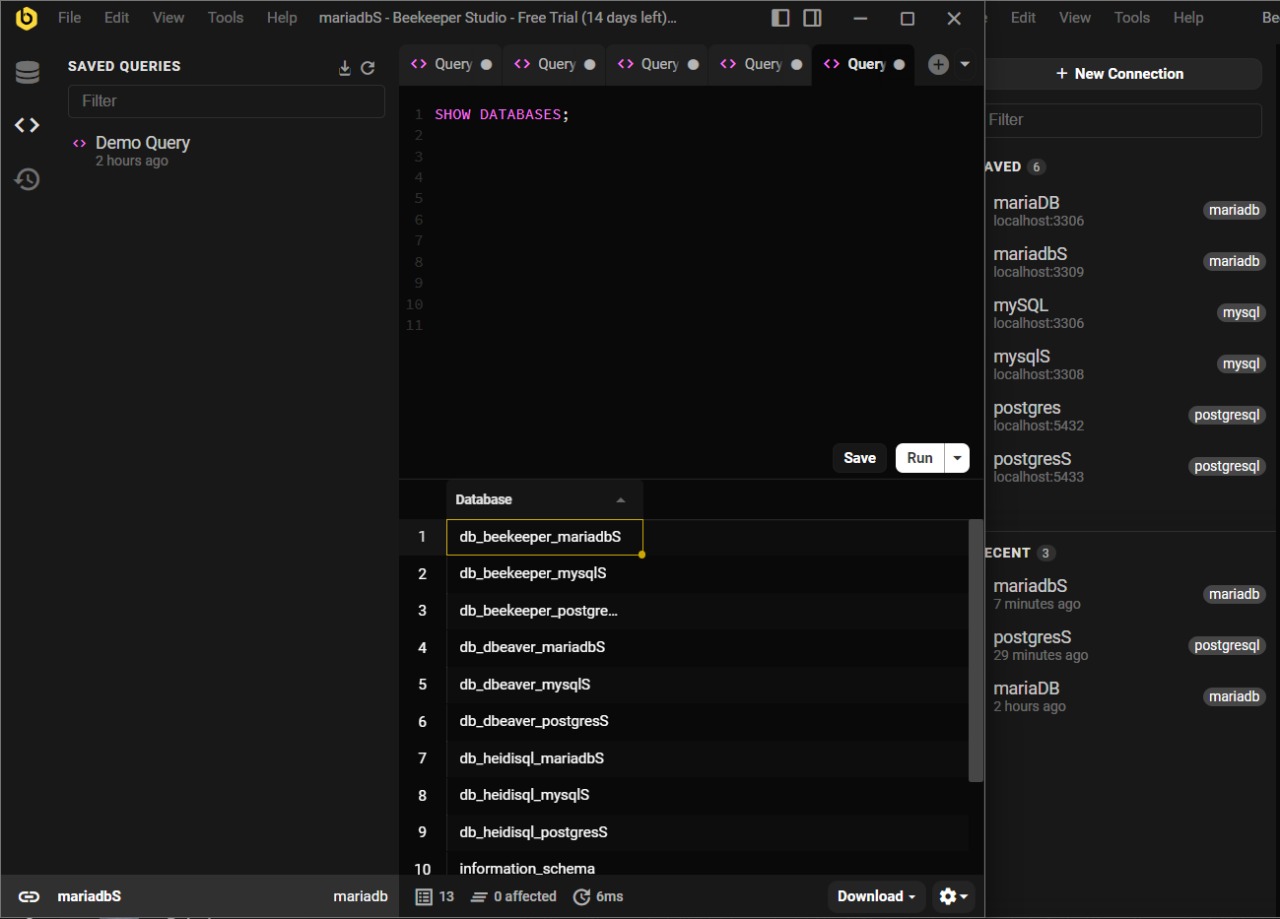 File Edit View Tools Help mariadbS - Beekeeper Studio - Free Trial (14 days left)...
SAVED QUERIES
Filter
Demo Query
2 hours ago
Query Query Query Query Query
1 SHOW DATABASES;
2
3
4
5
6
7
8
9
10
11
Save Run
Database
1 db_beekeeper_mariadbS
2 db_beekeeper_mysqlS
3 db_beekeeper_postgre...
4 db_dbeaver_mariadbS
5 db_dbeaver_mysqlS
6 db_dbeaver_postgresS
7 db_heidisql_mariadbS
8 db_heidisql_mysqlS
9 db_heidisql_postgresS
10 information_schema
mariadbS mariadb
13 0 affected 6ms Download
Edit View Tools Help Be
+ New Connection
Filter
AVED 6
mariaDB mariadb
localhost:3306
mariadbS mariadb
localhost:3309
mySQL mysql
localhost:3306
mysqlS mysql
localhost:3308
postgres postgresql
localhost:5432
postgresS postgresql
localhost:5433
ECENT 3
mariadbS mariadb
7 minutes ago
postgresS postgresql
29 minutes ago
mariaDB mariadb
2 hours ago